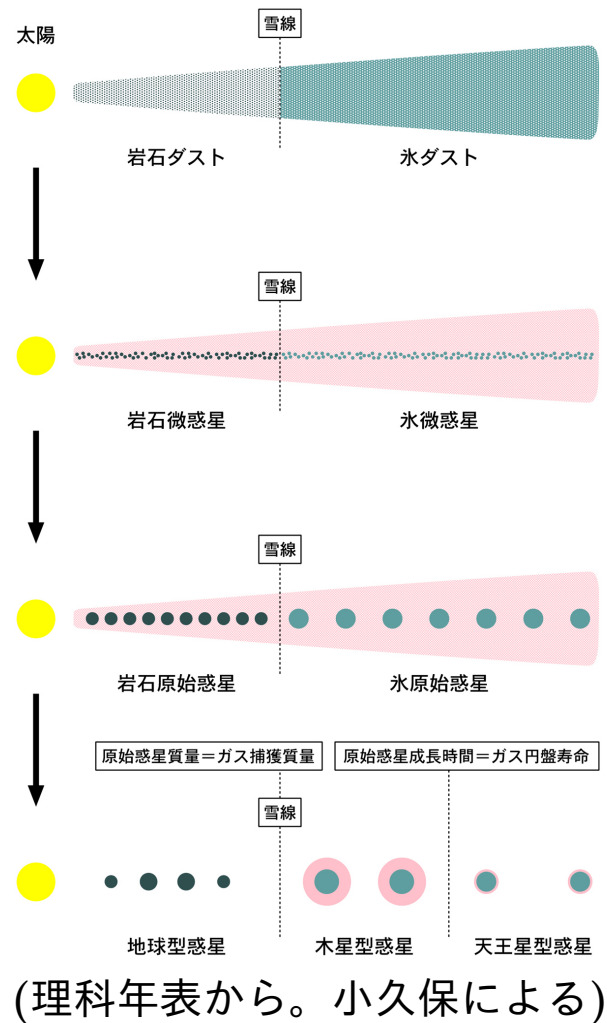 太陽
雪線
岩石ダスト
氷ダスト
雪線
岩石微惑星
氷微惑星
雪線
岩石原始惑星
氷原始惑星
原始惑星質量＝ガス捕獲質量
原始惑星成長時間＝ガス円盤寿命
雪線
地球型惑星
木星型惑星
天王星型惑星
(理科年表から。小久保による)